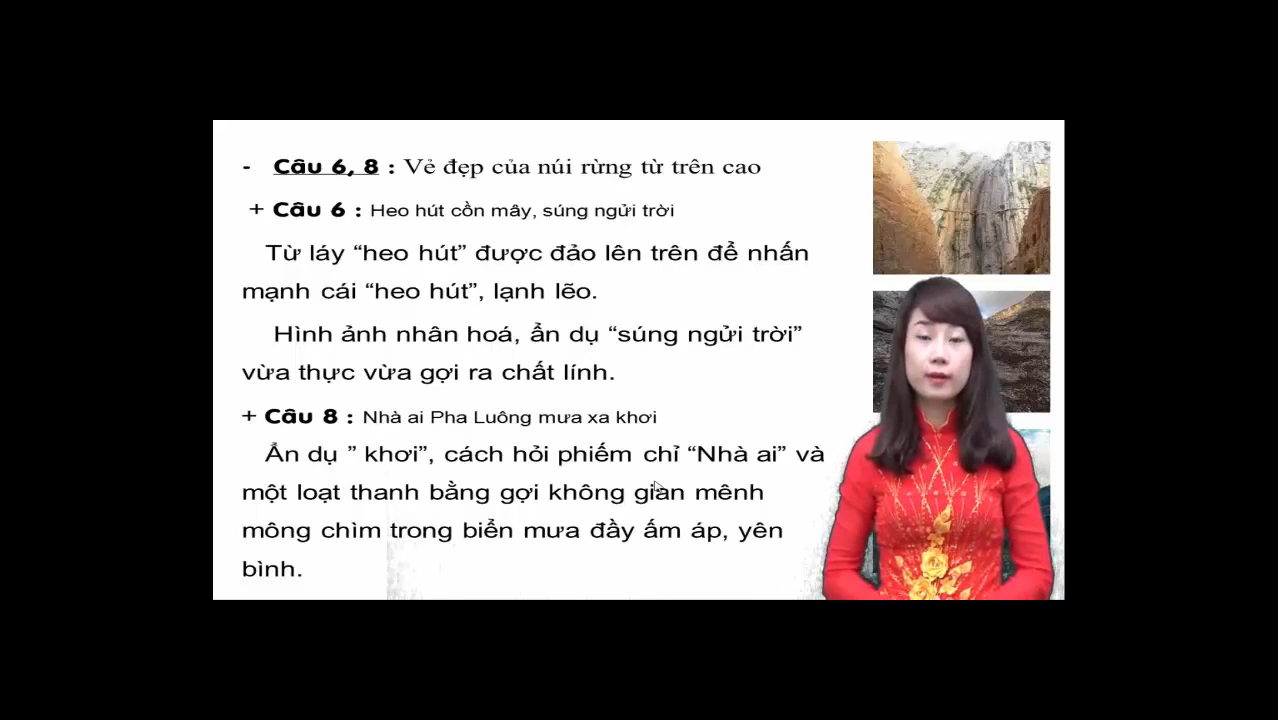 - Câu 6, 8 : Vẻ đẹp của núi rừng từ trên cao
+ Câu 6 : Heo hút cồn mây, súng ngửi trời
Từ láy “heo hút” được đảo lên trên để nhấn
mạnh cái “heo hút”, lạnh lẽo.
Hình ảnh nhân hoá, ẩn dụ “súng ngửi trời”
vừa thực vừa gợi ra chất lính.
+ Câu 8 : Nhà ai Pha Luông mưa xa khơi
Ẩn dụ ” khơi”, cách hỏi phiếm chỉ “Nhà ai” và
một loạt thanh bằng gợi không gian mênh
mông chìm trong biển mưa đầy ấm áp, yên
bình.